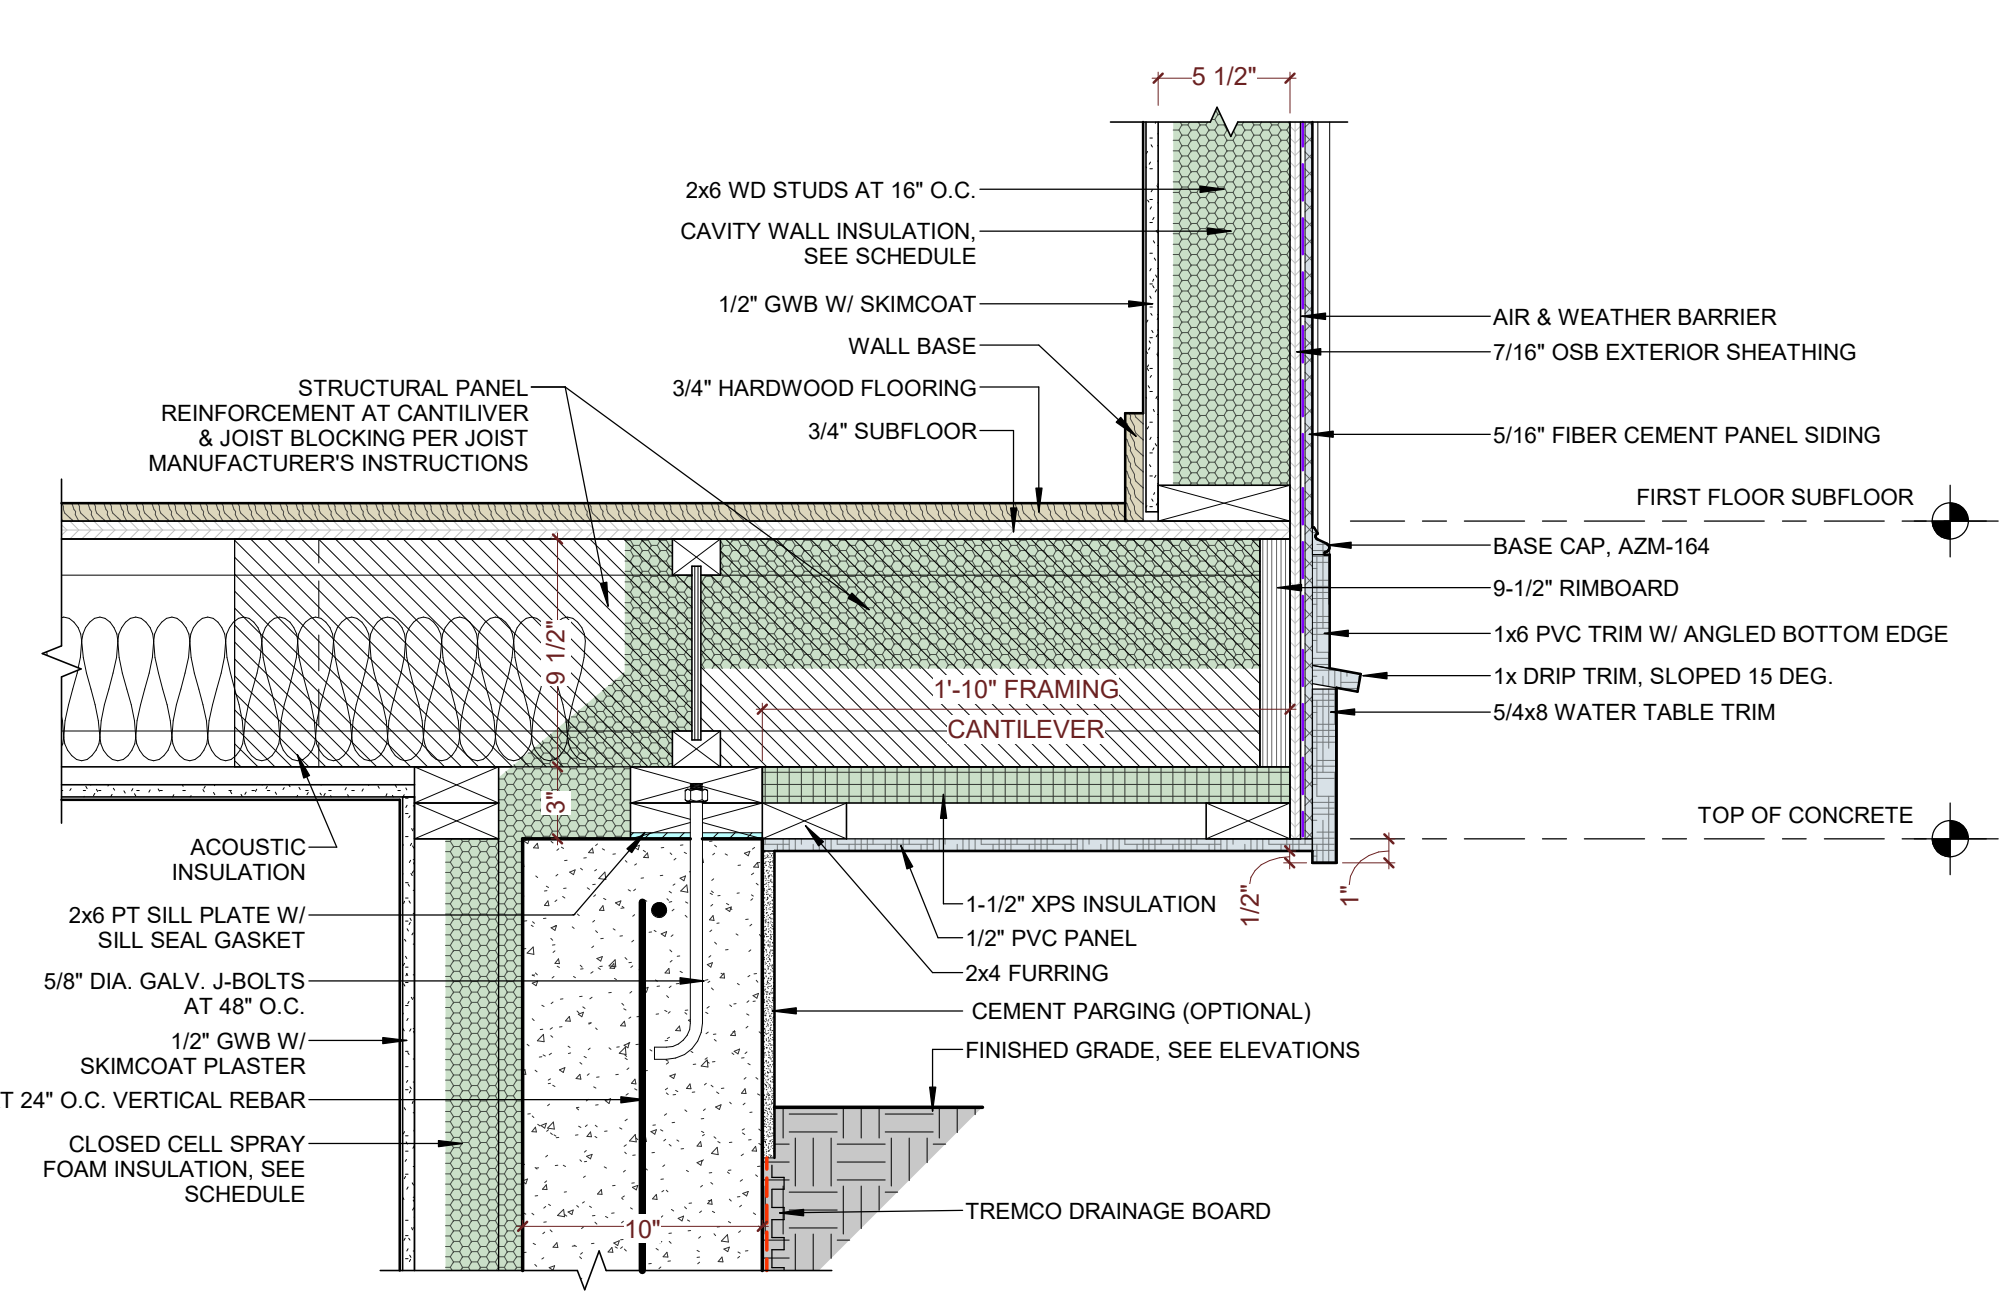 5 1/2"
2x6 WD STUDS AT 16" O.C.
CAVITY WALL INSULATION,
SEE SCHEDULE
1/2" GWB W/ SKIMCOAT
WALL BASE
3/4" HARDWOOD FLOORING
3/4" SUBFLOOR
STRUCTURAL PANEL
REINFORCEMENT AT CANTILIVER
& JOIST BLOCKING PER JOIST
MANUFACTURER'S INSTRUCTIONS
AIR & WEATHER BARRIER
7/16" OSB EXTERIOR SHEATHING
5/16" FIBER CEMENT PANEL SIDING
FIRST FLOOR SUBFLOOR
BASE CAP, AZM-164
9-1/2" RIMBOARD
1x6 PVC TRIM W/ ANGLED BOTTOM EDGE
1x DRIP TRIM, SLOPED 15 DEG.
5/4x8 WATER TABLE TRIM
TOP OF CONCRETE
9 1/2"
1'-10" FRAMING
CANTILEVER
3"
ACOUSTIC
INSULATION
2x6 PT SILL PLATE W/
SILL SEAL GASKET
5/8" DIA. GALV. J-BOLTS
AT 48" O.C.
1/2" GWB W/
SKIMCOAT PLASTER
T 24" O.C. VERTICAL REBAR
CLOSED CELL SPRAY
FOAM INSULATION, SEE
SCHEDULE
1/2"
1"
1-1/2" XPS INSULATION
1/2" PVC PANEL
2x4 FURRING
CEMENT PARGING (OPTIONAL)
FINISHED GRADE, SEE ELEVATIONS
TREMCO DRAINAGE BOARD
10"